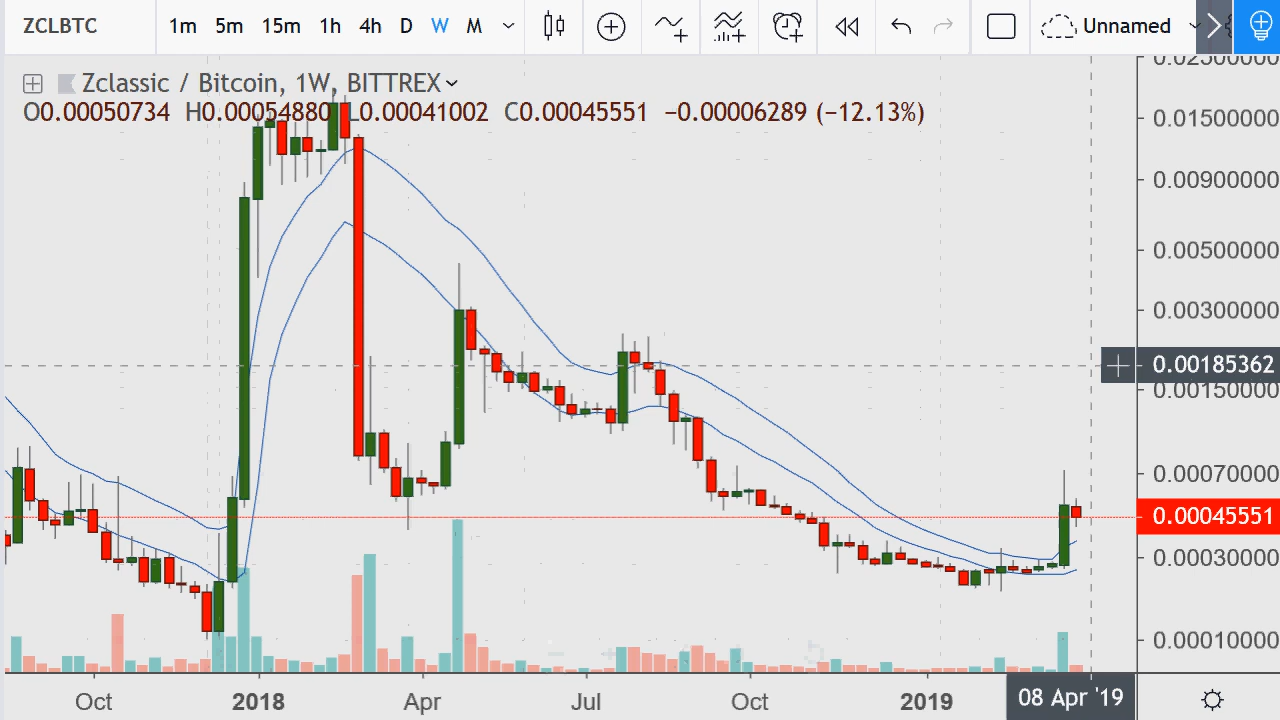 ZCLBTC 1m 5m 15m 1h 4h D W M Unnamed
Zclassic / Bitcoin, 1W, BITTREX
O0.00050734 H0.00054880 L0.00041002 C0.00045551 −0.00006289 (−12.13%)
0.02500000
0.01500000
0.00900000
0.00500000
0.00300000
0.00185362
0.00150000
0.00070000
0.00045551
0.00030000
0.00010000
Oct 2018 Apr Jul Oct 2019 08 Apr '19